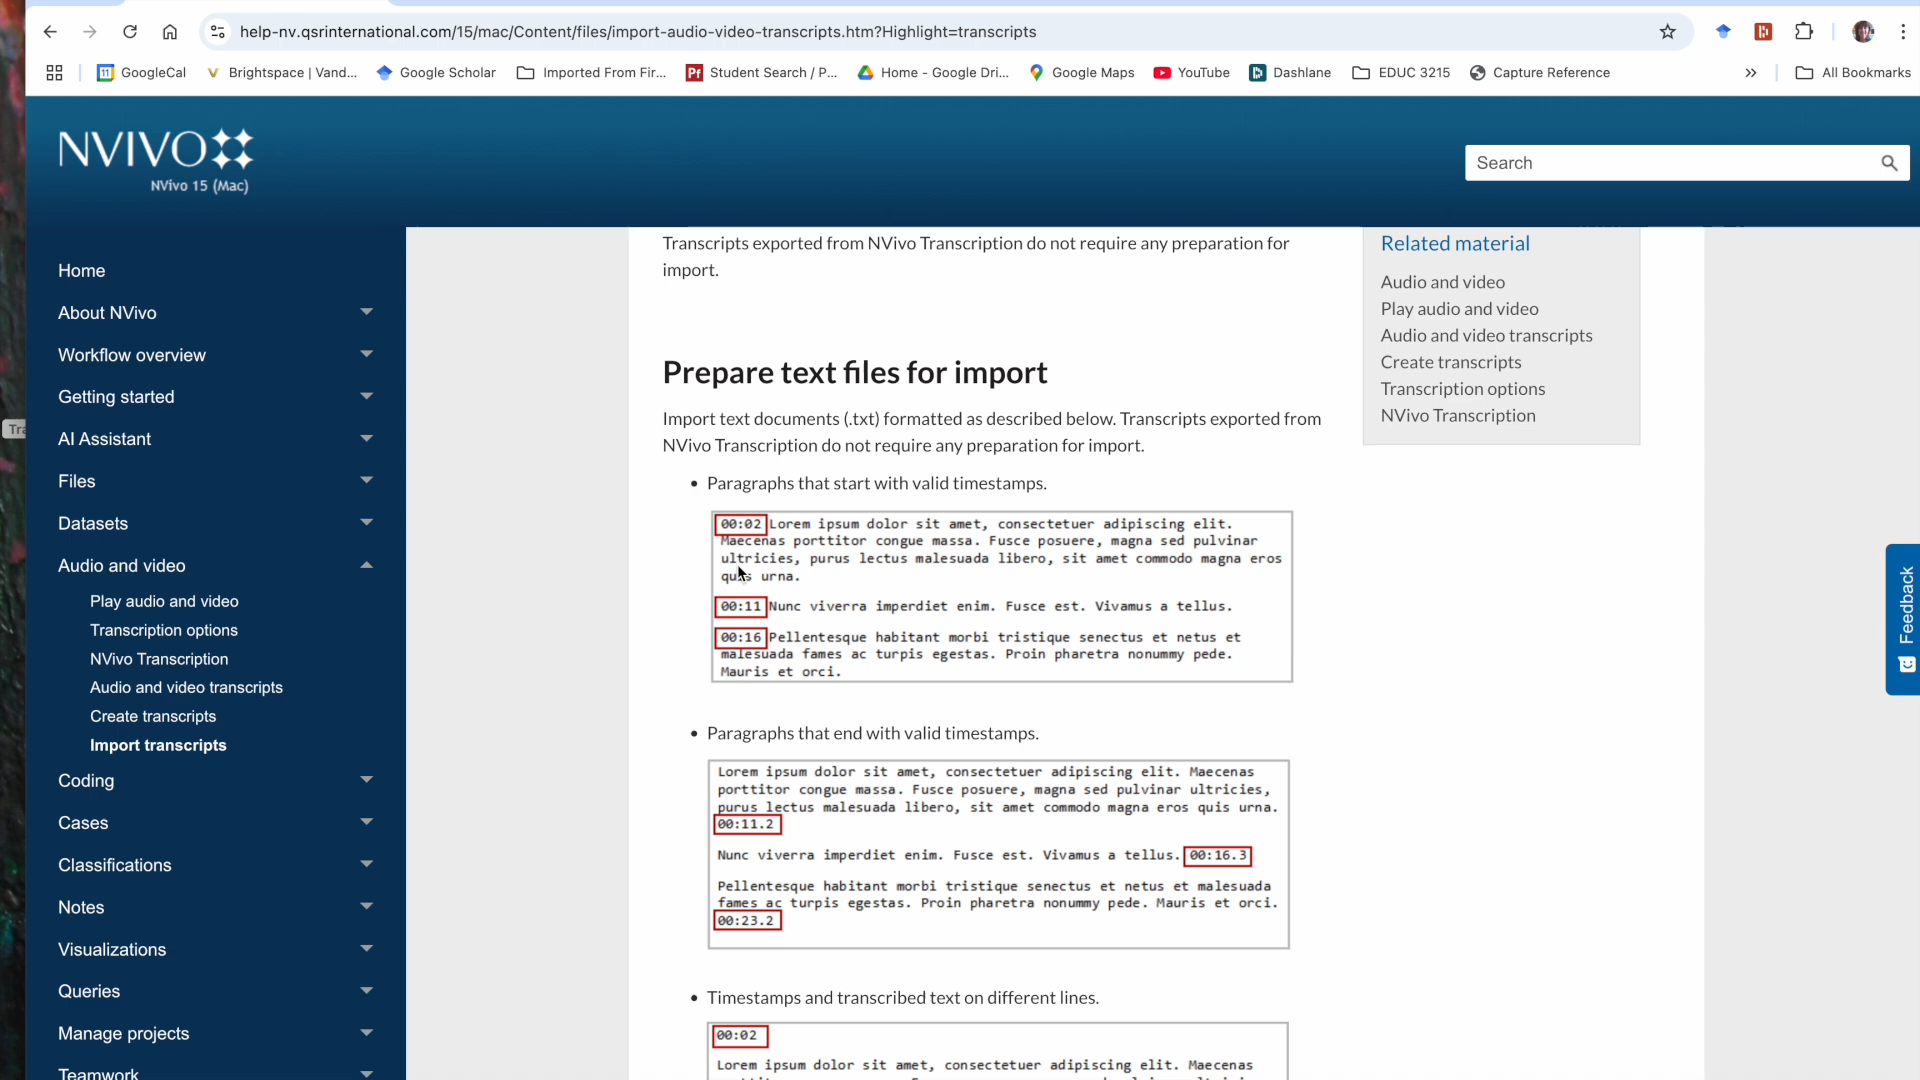 help-nv.qsrinternational.com/15/mac/Content/files/import-audio-video-transcripts.htm?Highlight=transcripts
GoogleCal
Brightspace | Vand...
Google Scholar
Imported From Fir...
Student Search / P...
Home - Google Dri...
Google Maps
YouTube
Dashlane
EDUC 3215
Capture Reference
»
All Bookmarks
NVIVO
NVivo 15 (Mac)
Search
Home
About NVivo
Workflow overview
Getting started
AI Assistant
Files
Datasets
Audio and video
Play audio and video
Transcription options
NVivo Transcription
Audio and video transcripts
Create transcripts
Import transcripts
Coding
Cases
Classifications
Notes
Visualizations
Queries
Manage projects
Teamwork
Transcripts exported from NVivo Transcription do not require any preparation for
import.
Prepare text files for import
Import text documents (.txt) formatted as described below. Transcripts exported from
NVivo Transcription do not require any preparation for import.
• Paragraphs that start with valid timestamps.
00:02 Lorem ipsum dolor sit amet, consectetuer adipiscing elit.
Maecenas porttitor congue massa. Fusce posuere, magna sed pulvinar
ultricies, purus lectus malesuada libero, sit amet commodo magna eros
quis urna.
00:11 Nunc viverra imperdiet enim. Fusce est. Vivamus a tellus.
00:16 Pellentesque habitant morbi tristique senectus et netus et
malesuada fames ac turpis egestas. Proin pharetra nonummy pede.
Mauris et orci.
• Paragraphs that end with valid timestamps.
Lorem ipsum dolor sit amet, consectetuer adipiscing elit. Maecenas
porttitor congue massa. Fusce posuere, magna sed pulvinar ultricies,
purus lectus malesuada libero, sit amet commodo magna eros quis urna.
00:11.2
Nunc viverra imperdiet enim. Fusce est. Vivamus a tellus. 00:16.3
Pellentesque habitant morbi tristique senectus et netus et malesuada
fames ac turpis egestas. Proin pharetra nonummy pede. Mauris et orci.
00:23.2
• Timestamps and transcribed text on different lines.
00:02
Lorem ipsum dolor sit amet, consectetuer adipiscing elit. Maecenas
Related material
Audio and video
Play audio and video
Audio and video transcripts
Create transcripts
Transcription options
NVivo Transcription
Feedback